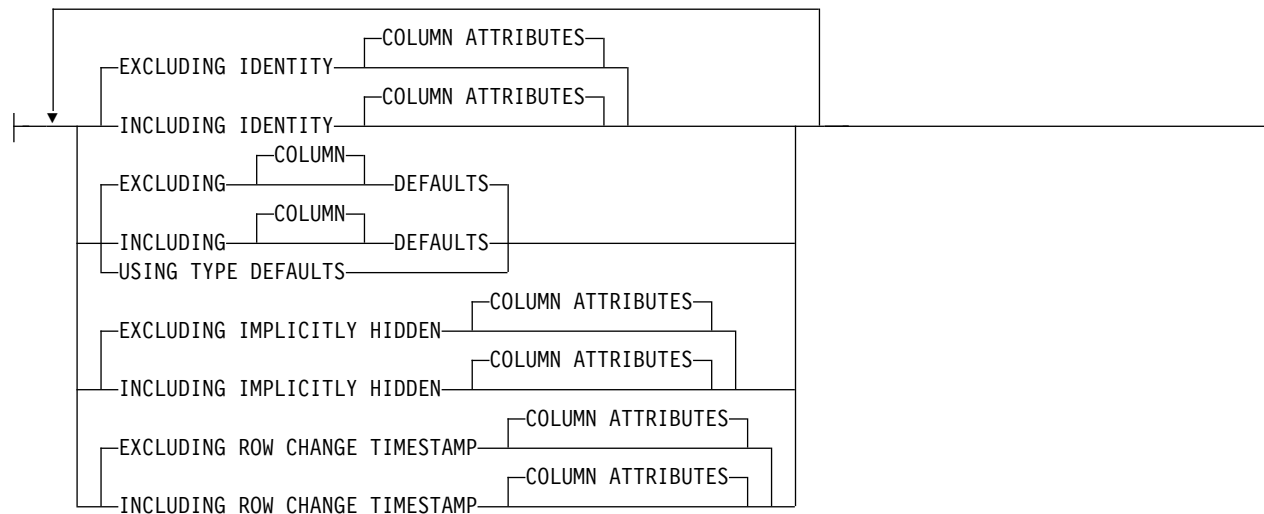 COLUMN ATTRIBUTES
EXCLUDING IDENTITY
COLUMN ATTRIBUTES
INCLUDING IDENTITY
COLUMN
EXCLUDING DEFAULTS
COLUMN
INCLUDING DEFAULTS
USING TYPE DEFAULTS
COLUMN ATTRIBUTES
EXCLUDING IMPLICITLY HIDDEN
COLUMN ATTRIBUTES
INCLUDING IMPLICITLY HIDDEN
COLUMN ATTRIBUTES
EXCLUDING ROW CHANGE TIMESTAMP
COLUMN ATTRIBUTES
INCLUDING ROW CHANGE TIMESTAMP